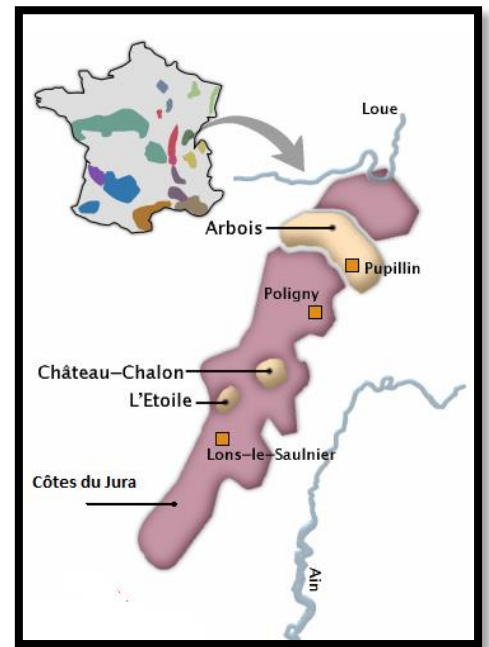 Loue
Arbois
Pupillin
Poligny
Château–Chalon
L'Etoile
Lons–le–Saulnier
Côtes du Jura
Ain